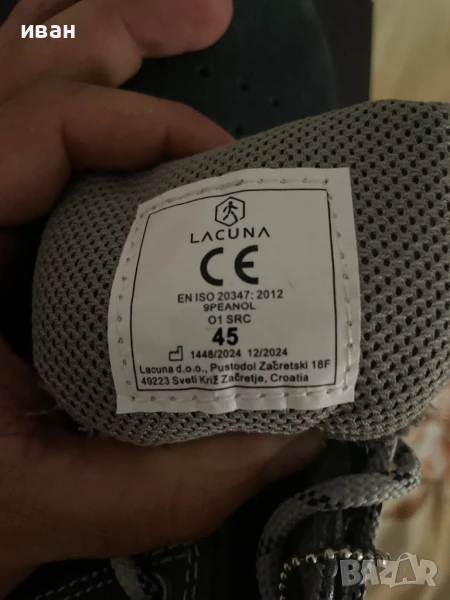 иван
LACUNA
CE
EN ISO 20347: 2012
9PEANOL
O1 SRC
45
1448/2024 12/2024
Lacuna d.o.o., Pustodol Začretski 18F
49223 Sveti Križ Začretje, Croatia
BAZAR